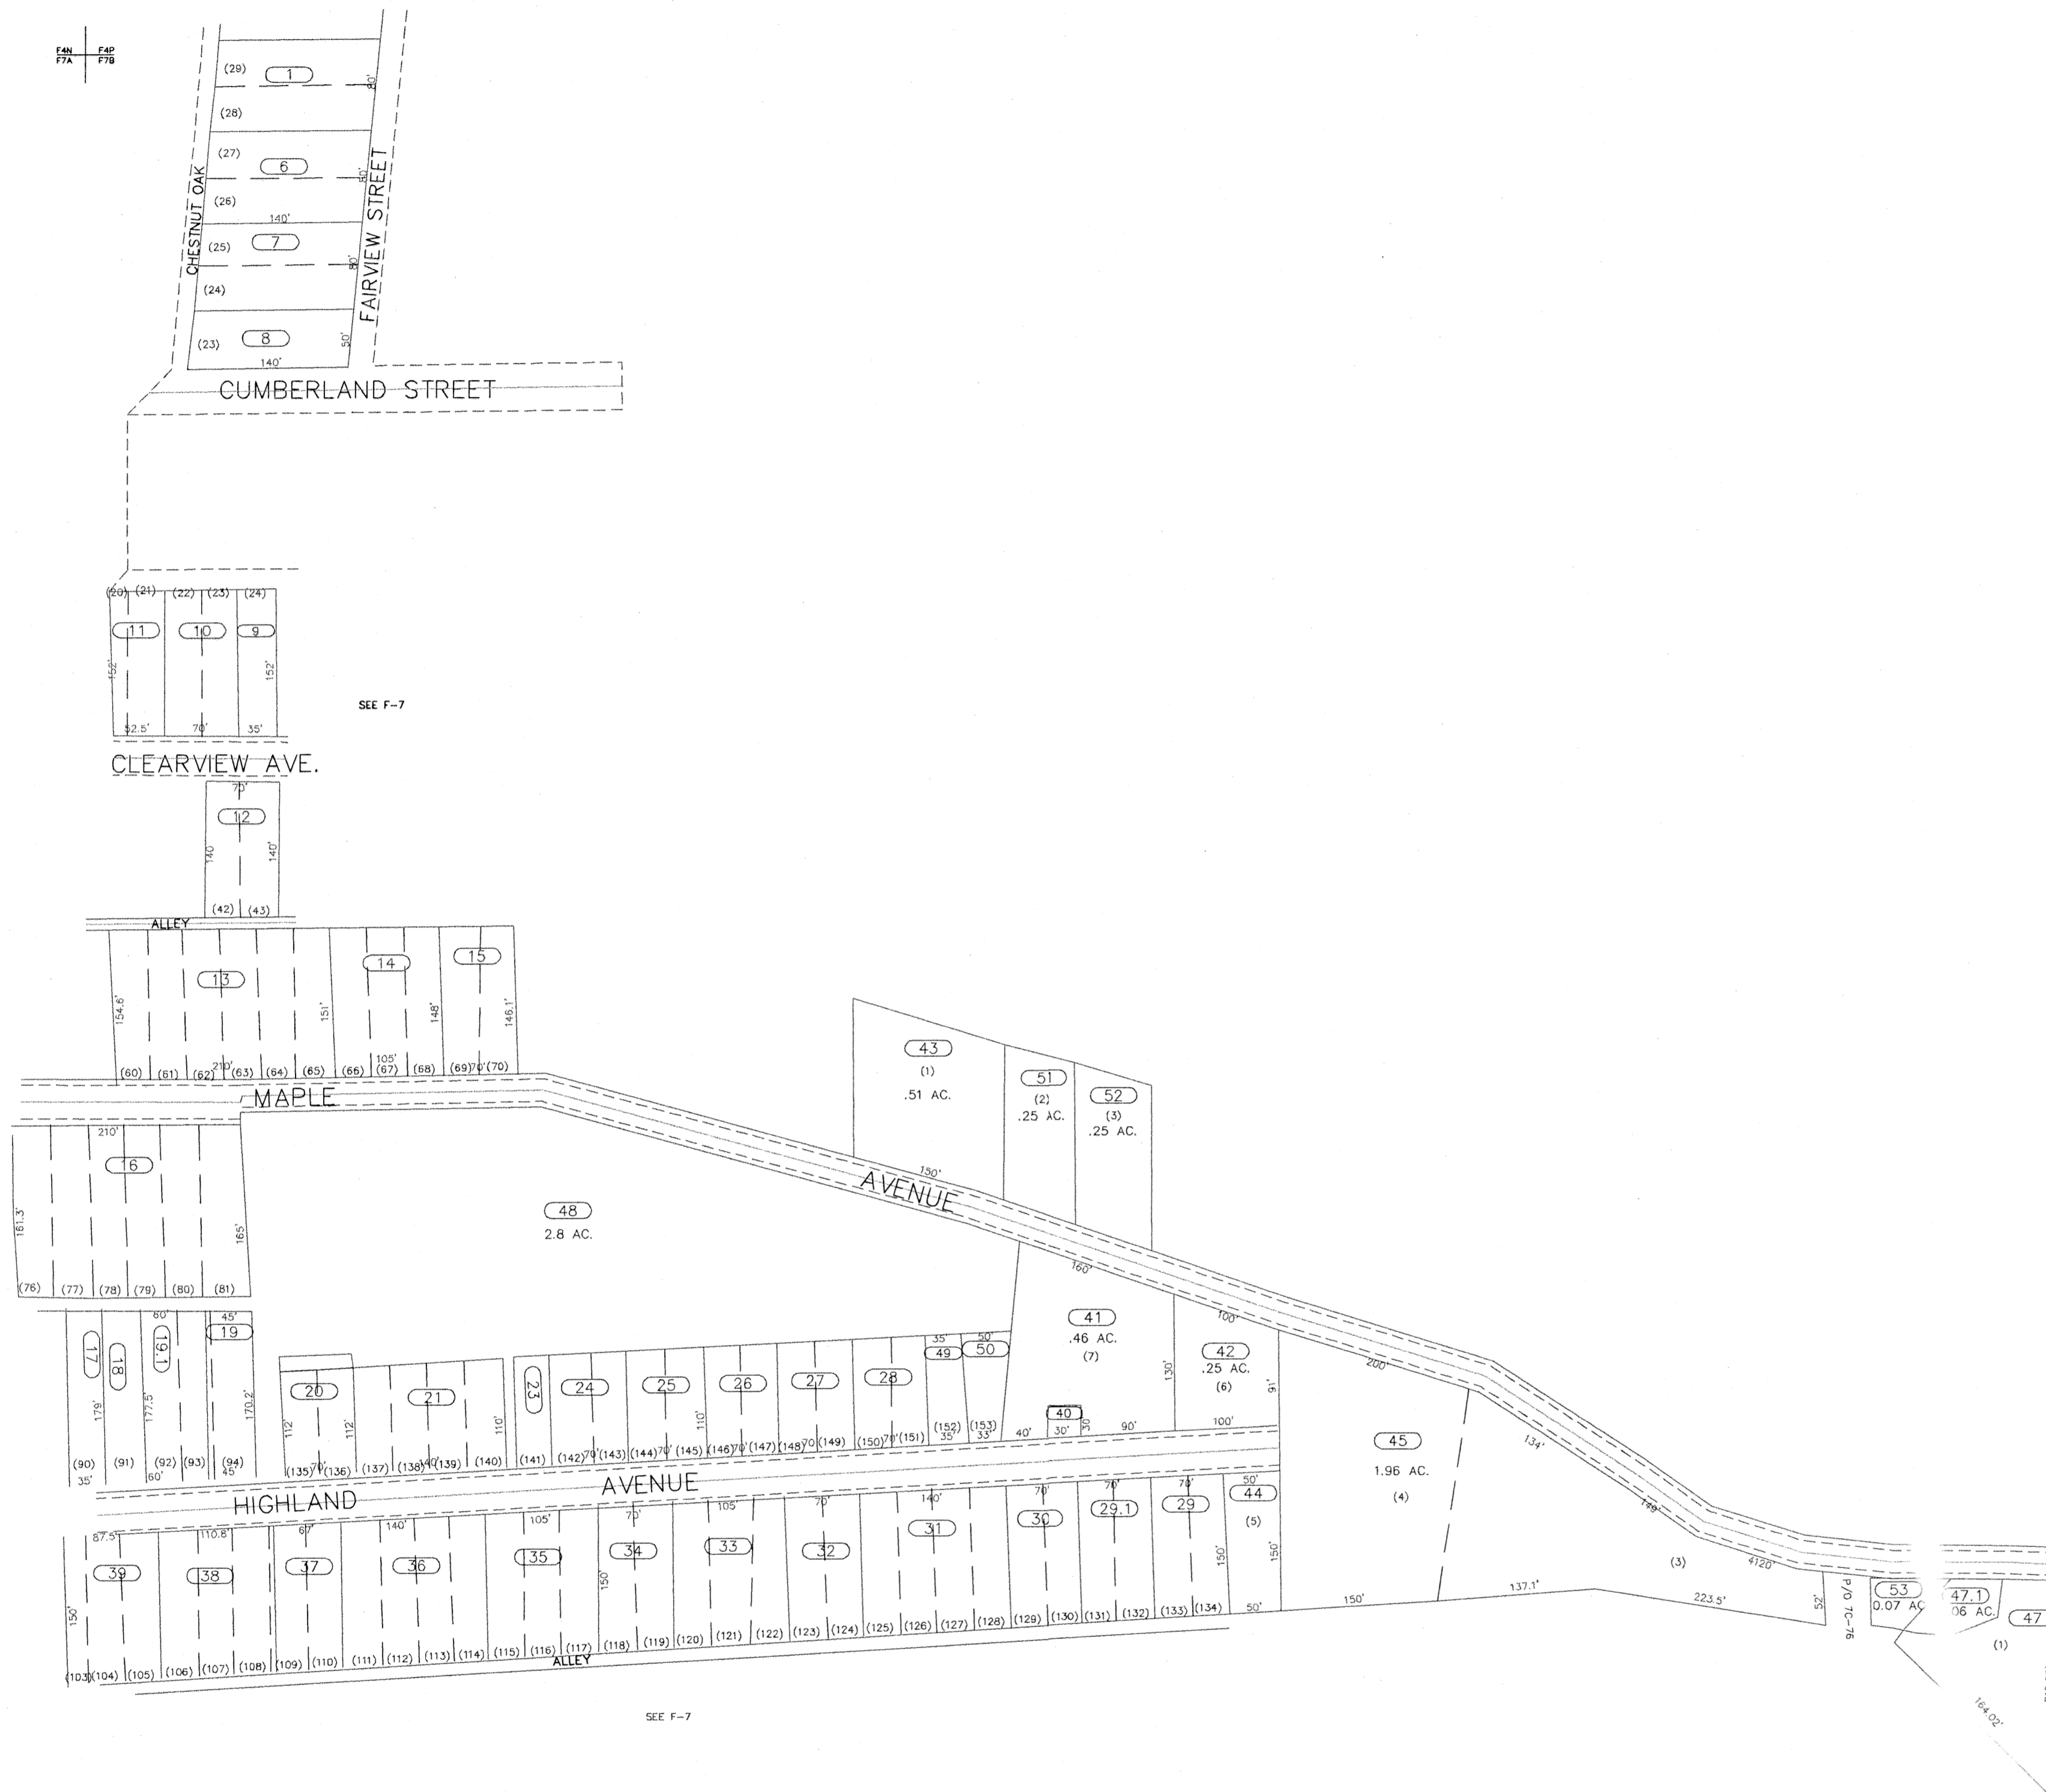 F4N F4P
F7A F7B
(29) 1 80'
(28)
(27) 6 80'
(26)
140'
(25) 7 80'
(24)
(23) 8 50'
140'
CHESTNUT OAK
FAIRVIEW STREET
CUMBERLAND STREET
(20) (21) (22) (23) (24)
11 10 9
152' 152'
52.5' 70' 35'
SEE F-7
CLEARVIEW AVE.
70'
12
140 140'
(42) (43)
ALLEY
13 14 15
154.6' 151' 148' 146.1'
210' 105' 70'
(60) (61) (62) (63) (64) (65) (66) (67) (68) (69) (70)
MAPLE
AVENUE
43
(1)
.51 AC.
51
(2)
.25 AC.
52
(3)
.25 AC.
150'
210'
16
161.3' 165'
(76) (77) (78) (79) (80) (81)
48
2.8 AC.
160'
100'
200'
134'
149'
4120'
60' 45'
17 18 19.1 19
179' 177.5' 170.2'
(90) (91) (92) (93) (94)
35' 60' 45'
20 21 23 24 25 26 27 28 49 50
35' 50'
112' 112' 110' 110'
(135) 70' (136) (137) (138) 140' (139) (140) (141) (142) 70' (143) (144) 70' (145) (146) 70' (147) (148) 70 (149) (150) 70' (151) (152) (153)
35' 33'
41
.46 AC.
(7)
40
40' 30' 30' 90'
130'
42
.25 AC.
(6)
91'
100'
45
1.96 AC.
(4)
(3)
HIGHLAND AVENUE
87.5' 110.8' 67' 140' 105' 70' 105' 70' 140' 70' 70' 70' 50'
39 38 37 36 35 34 33 32 31 30 29.1 29 44
(5)
150' 150' 150' 150'
(103) (104) (105) (106) (107) (108) (109) (110) (111) (112) (113) (114) (115) (116) (117) (118) (119) (120) (121) (122) (123) (124) (125) (126) (127) (128) (129) (130) (131) (132) (133) (134)
50' 150' 137.1' 223.5' 52'
P/O 7C-76
53
0.07 AC
47.1
06 AC.
47
(1)
164.02'
ALLEY
SEE F-7